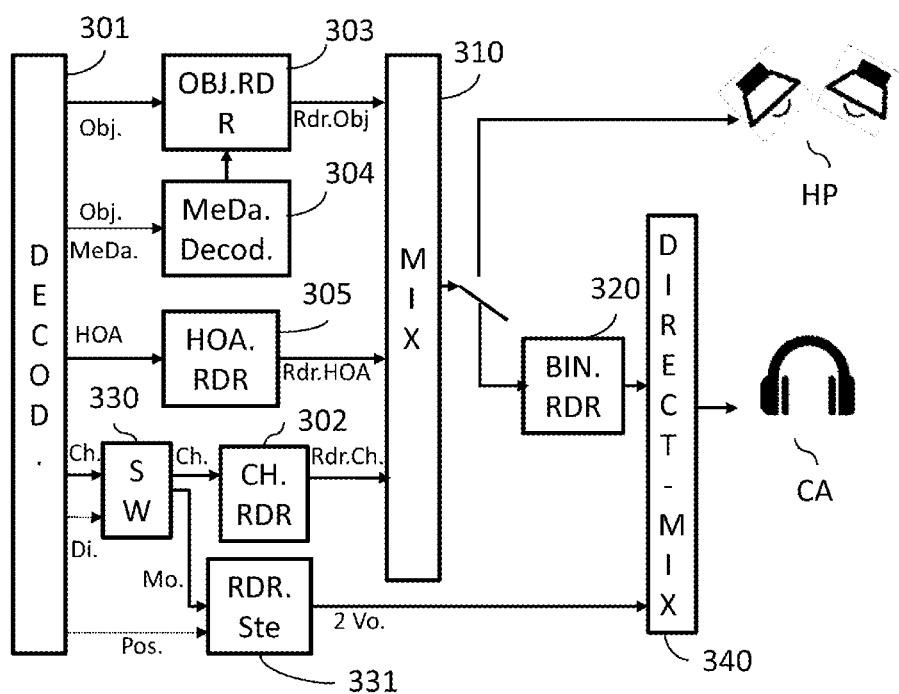 301
303
310
OBJ.RD
R
Obj.
Rdr.Obj
304
HP
Obj.
MeDa.
MeDa.
Decod.
D
E
C
O
D
.
M
I
X
D
I
R
E
C
T
-
M
I
X
305
320
HOA
HOA.
RDR
Rdr.HOA
BIN.
RDR
330
302
Ch.
S
W
Ch.
CH.
RDR
Rdr.Ch.
CA
Di.
Mo.
RDR.
Ste
2 Vo.
Pos.
331
340